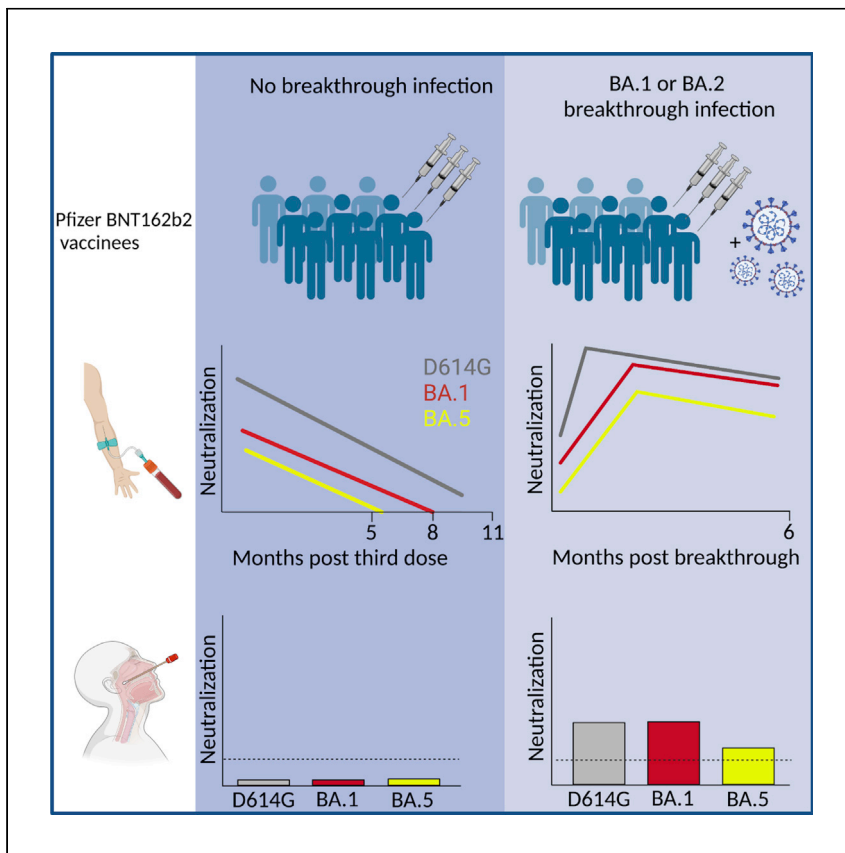 No breakthrough infection
BA.1 or BA.2
breakthrough infection
Pfizer BNT162b2
vaccinees
+
Neutralization
D614G
BA.1
BA.5
5
8
11
Months post third dose
Neutralization
6
Months post breakthrough
Neutralization
D614G
BA.1
BA.5
Neutralization
D614G
BA.1
BA.5